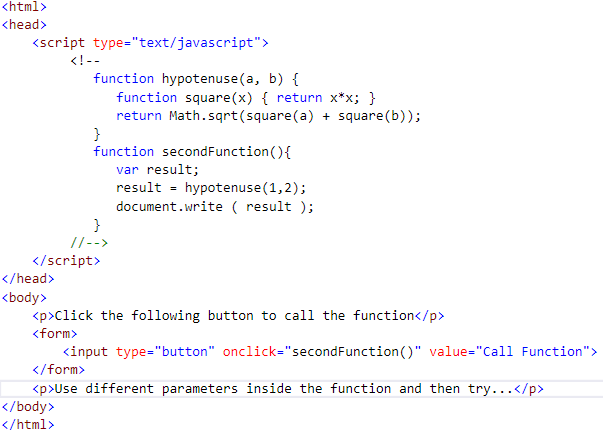 <html>
<head>
<script type="text/javascript">
<!--
function hypotenuse(a, b) {
function square(x) { return x*x; }
return Math.sqrt(square(a) + square(b));
}
function secondFunction(){
var result;
result = hypotenuse(1,2);
document.write ( result );
}
//-->
</script>
</head>
<body>
<p>Click the following button to call the function</p>
<form>
<input type="button" onclick="secondFunction()" value="Call Function">
</form>
<p>Use different parameters inside the function and then try...</p>
</body>
</html>